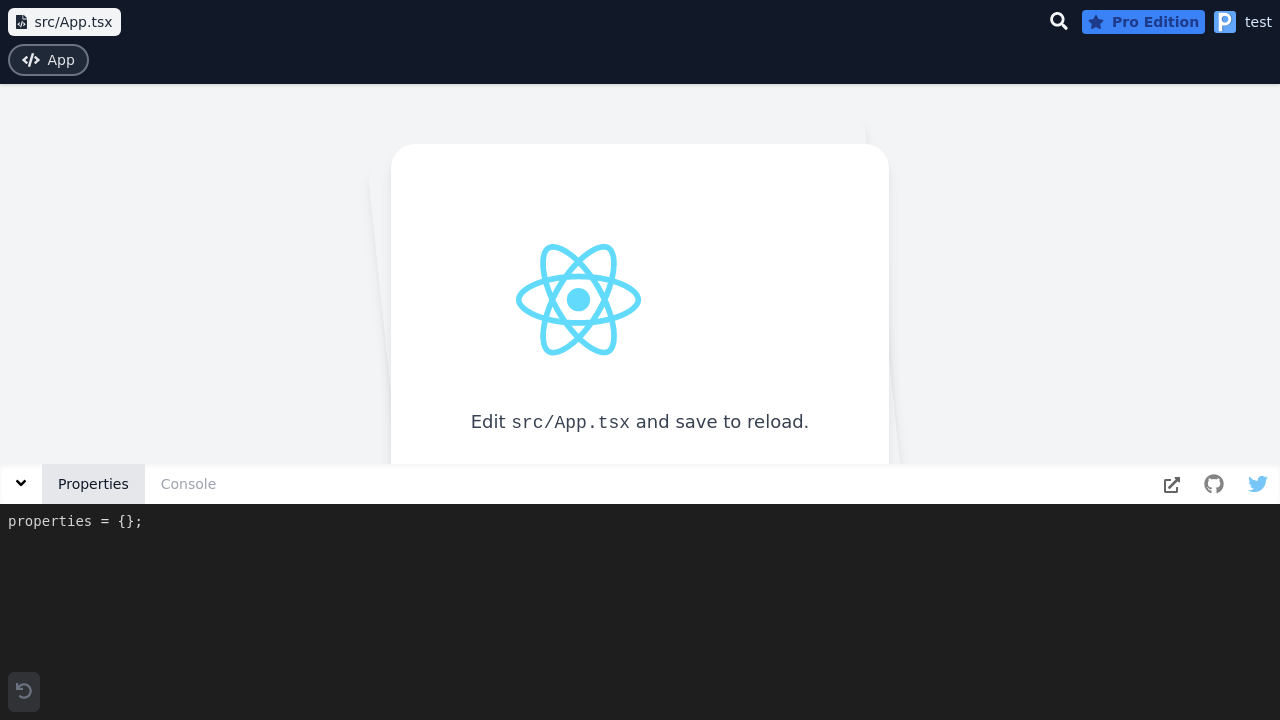 src/App.tsx
Pro Edition
test
App
Edit src/App.tsx and save to reload.
Properties
Console
properties = {};